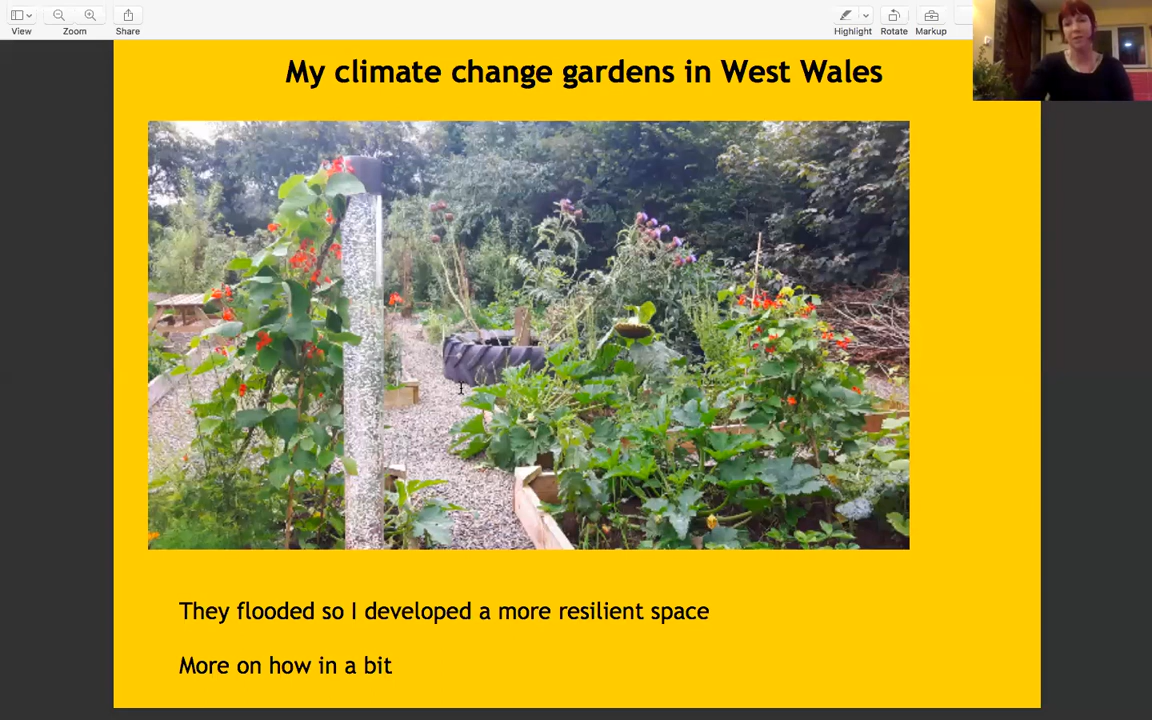 View
Zoom
Share
Highlight
Rotate
Markup
My climate change gardens in West Wales
They flooded so I developed a more resilient space
More on how in a bit